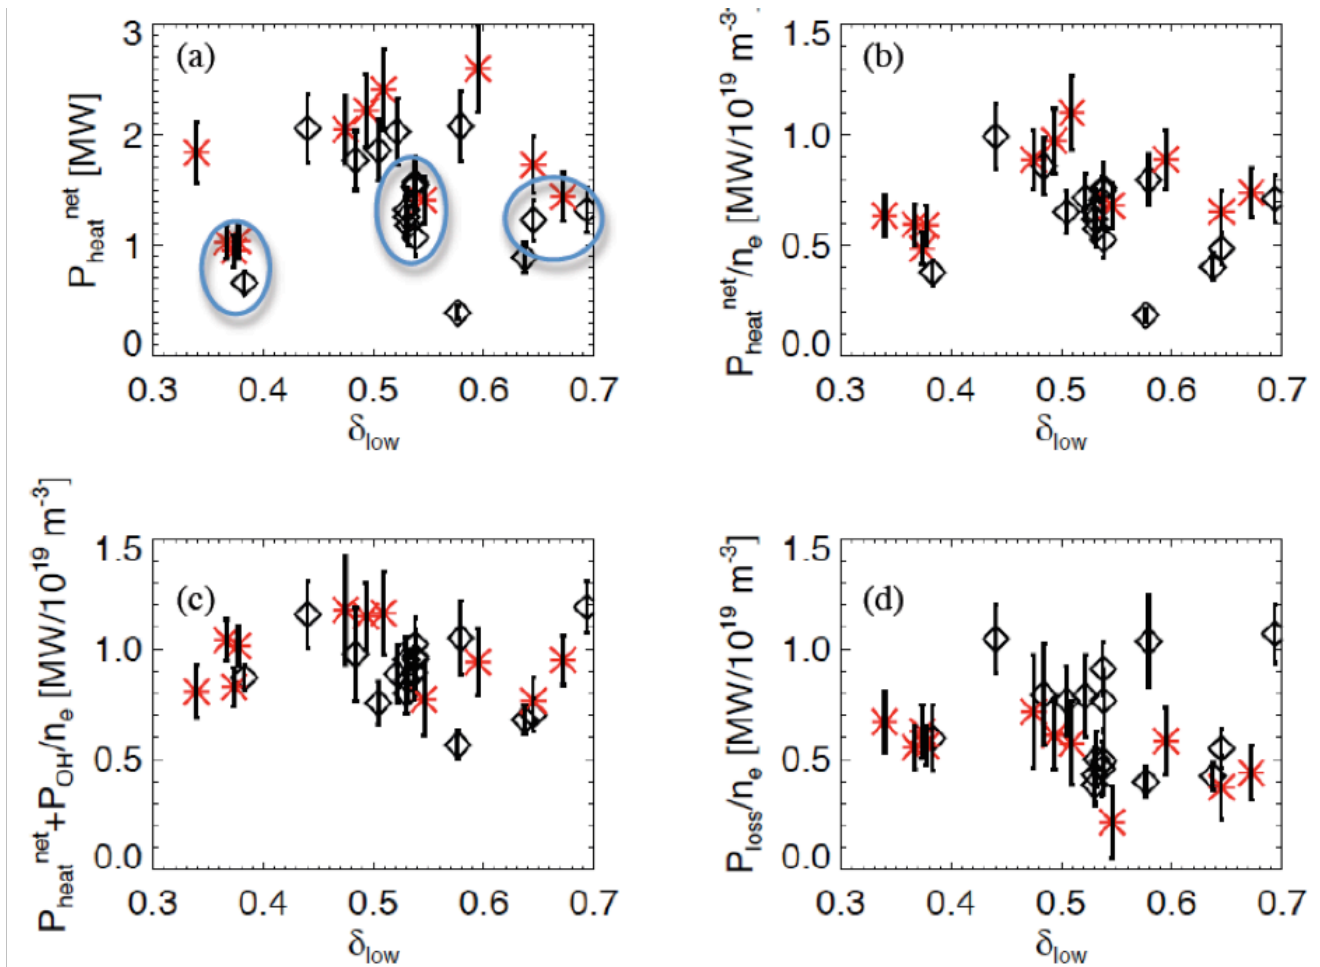 (a)
P_heat^net [MW]
3
2
1
0
0.3 0.4 0.5 0.6 0.7
δ_low
(b)
P_heat^net/n_e [MW/10^19 m^-3]
1.5
1.0
0.5
0.0
0.3 0.4 0.5 0.6 0.7
δ_low
(c)
P_heat^net+P_OH/n_e [MW/10^19 m^-3]
1.5
1.0
0.5
0.0
0.3 0.4 0.5 0.6 0.7
δ_low
(d)
P_loss/n_e [MW/10^19 m^-3]
1.5
1.0
0.5
0.0
0.3 0.4 0.5 0.6 0.7
δ_low